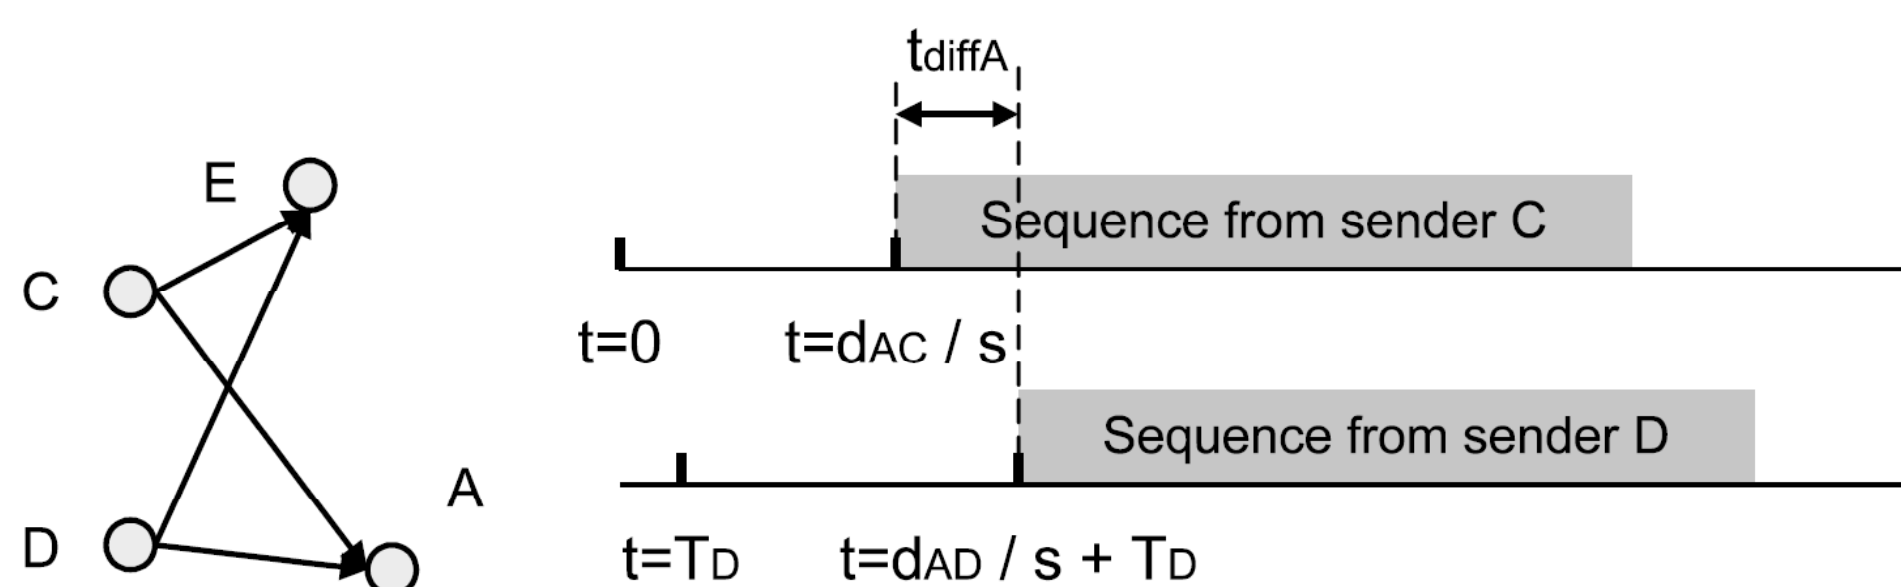 tdiffA
E
Sequence from sender C
C
t=0
t=dAC / s
Sequence from sender D
A
D
t=TD
t=dAD / s + TD